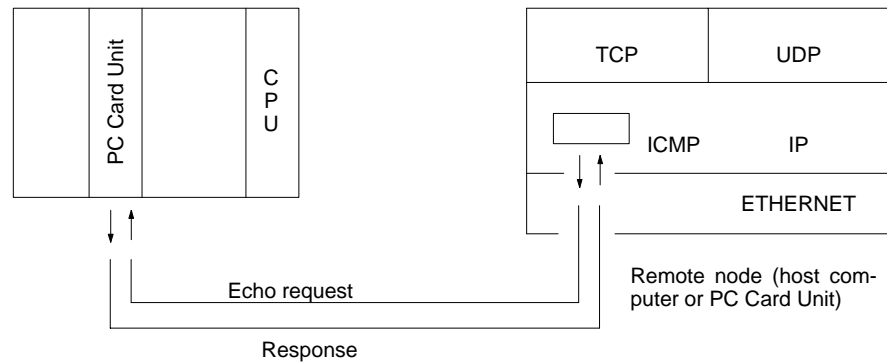 PC Card Unit
C
P
U
TCP
UDP
ICMP
IP
ETHERNET
Echo request
Response
Remote node (host com-
puter or PC Card Unit)